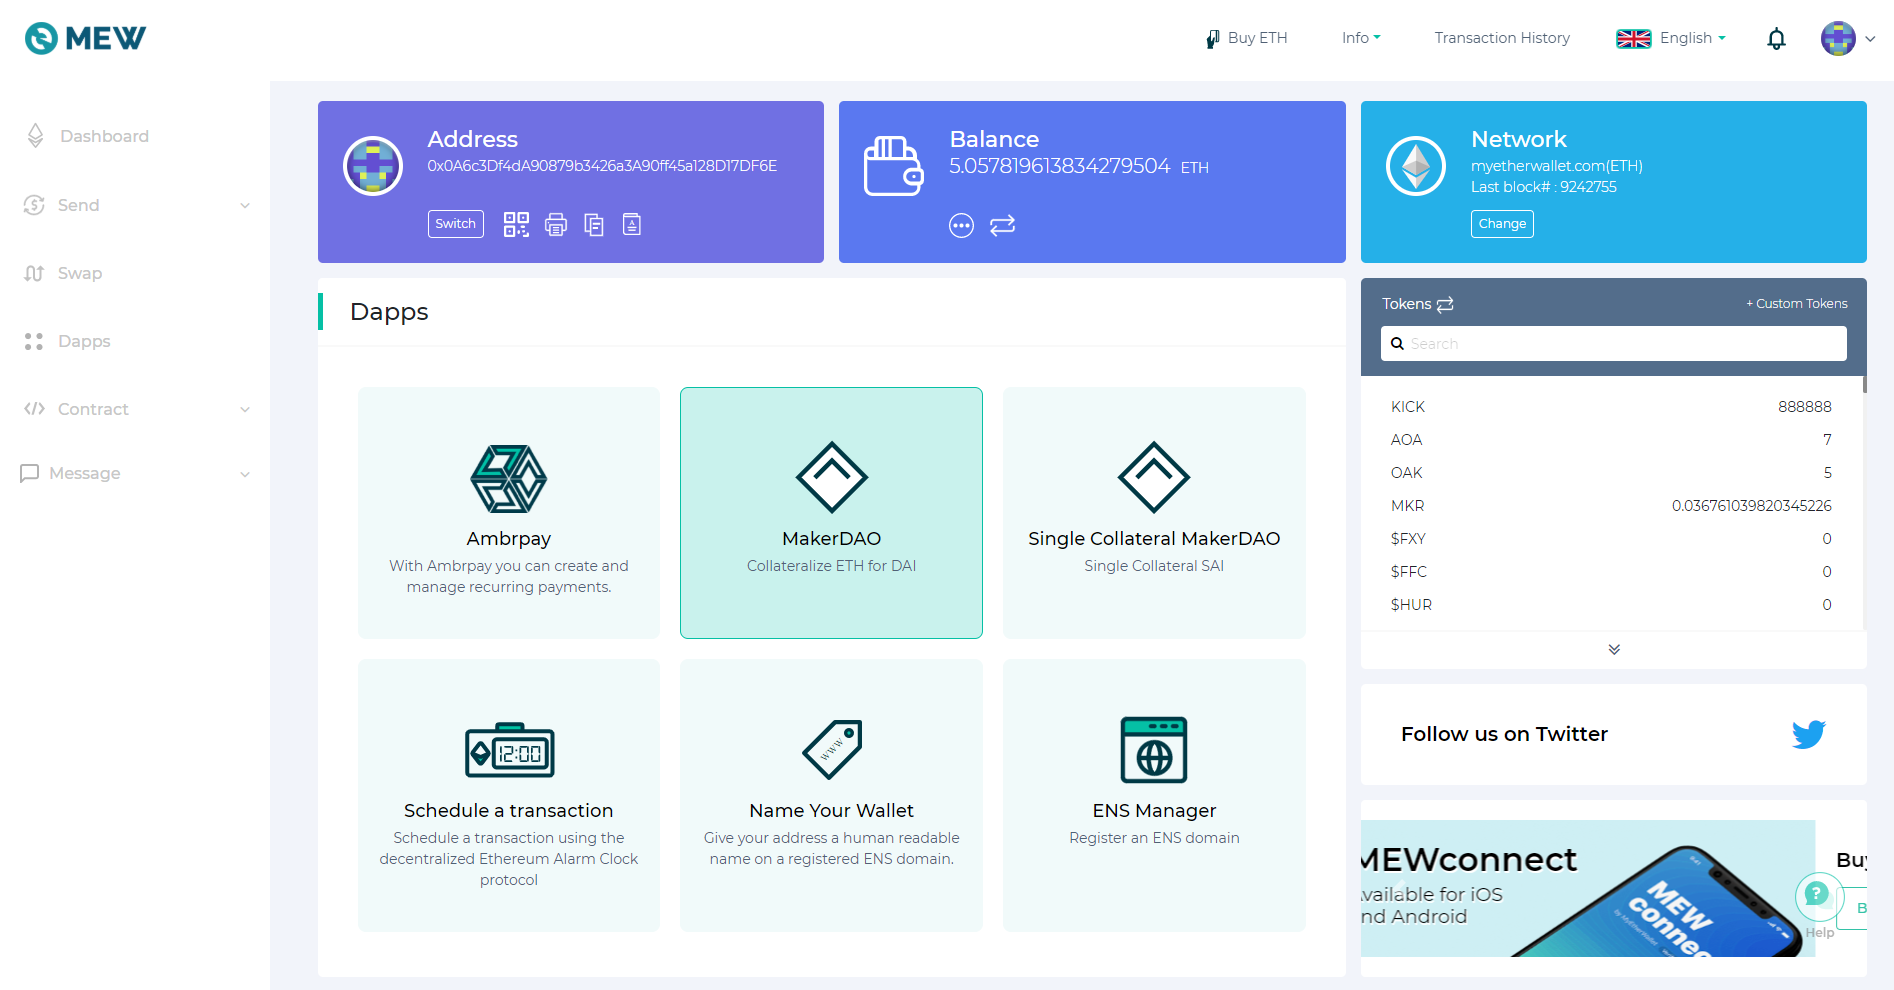 MEW
Buy ETH
Info
Transaction History
English
Dashboard
Send
Swap
Dapps
Contract
Message
Address
0x0A6c3Df4dA90879b3426a3A90ff45a128D17DF6E
Switch
Balance
5.057819613834279504 ETH
Network
myetherwallet.com(ETH)
Last block# : 9242755
Change
Dapps
Ambrpay
With Ambrpay you can create and
manage recurring payments.
MakerDAO
Collateralize ETH for DAI
Single Collateral MakerDAO
Single Collateral SAI
12:00
Schedule a transaction
Schedule a transaction using the
decentralized Ethereum Alarm Clock
protocol
WWW
Name Your Wallet
Give your address a human readable
name on a registered ENS domain.
ENS Manager
Register an ENS domain
Tokens
+ Custom Tokens
Search
KICK 888888
AOA 7
OAK 5
MKR 0.036761039820345226
$FXY 0
$FFC 0
$HUR 0
Follow us on Twitter
MEWconnect
vailable for iOS
nd Android
MEW
connec
Buy
B
?
Help